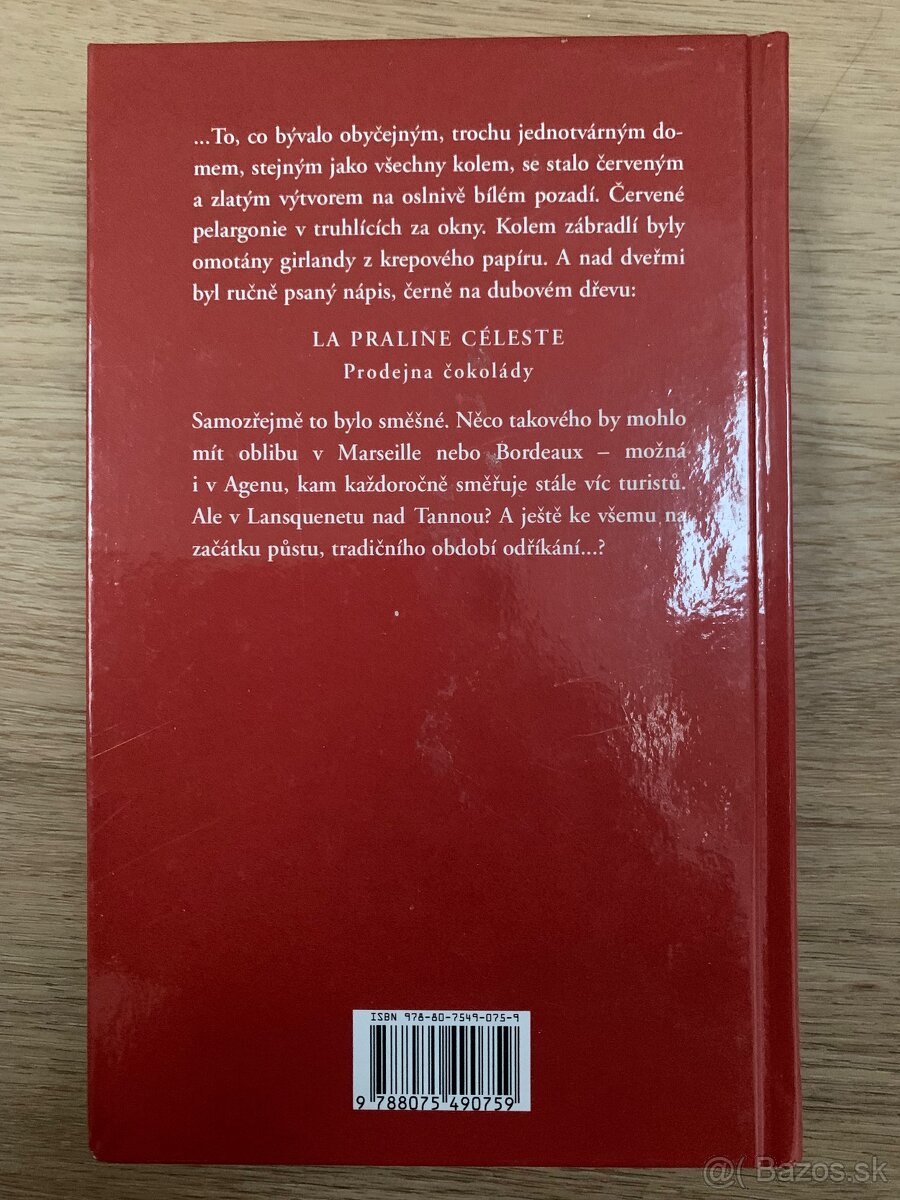 ...To, co bývalo obyčejným, trochu jednotvárným do-
mem, stejným jako všechny kolem, se stalo červeným
a zlatým výtvorem na oslnivě bílém pozadí. Červené
pelargonie v truhlících za okny. Kolem zábradlí byly
omotány girlandy z krepového papíru. A nad dveřmi
byl ručně psaný nápis, černě na dubovém dřevu:
LA PRALINE CÉLESTE
Prodejna čokolády
Samozřejmě to bylo směšné. Něco takového by mohlo
mít oblibu v Marseille nebo Bordeaux – možná
i v Agenu, kam každoročně směřuje stále víc turistů.
Ale v Lansquenetu nad Tannou? A ještě ke všemu na
začátku půstu, tradičního období odříkání...?
ISBN 978-80-7549-075-9
9 788075 490759
@( Bazos.sk